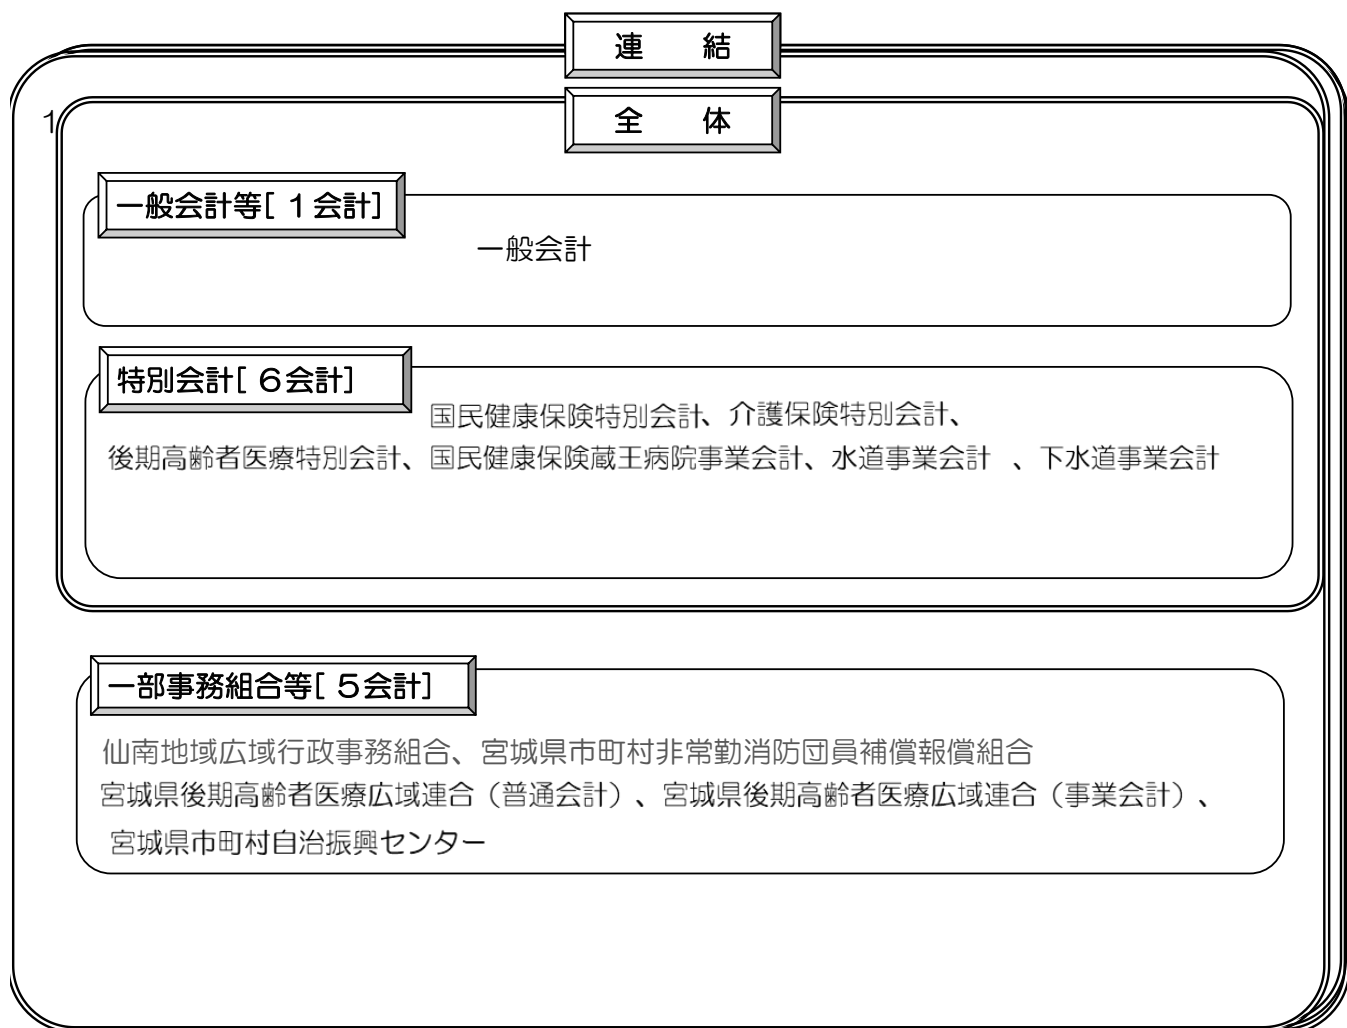 連　結
1
全　体
一般会計等[ １会計]
一般会計
特別会計[ ６会計]
国民健康保険特別会計、介護保険特別会計、
後期高齢者医療特別会計、国民健康保険蔵王病院事業会計、水道事業会計 、下水道事業会計
一部事務組合等[ ５会計]
仙南地域広域行政事務組合、宮城県市町村非常勤消防団員補償報償組合
宮城県後期高齢者医療広域連合（普通会計）、宮城県後期高齢者医療広域連合（事業会計）、
宮城県市町村自治振興センター